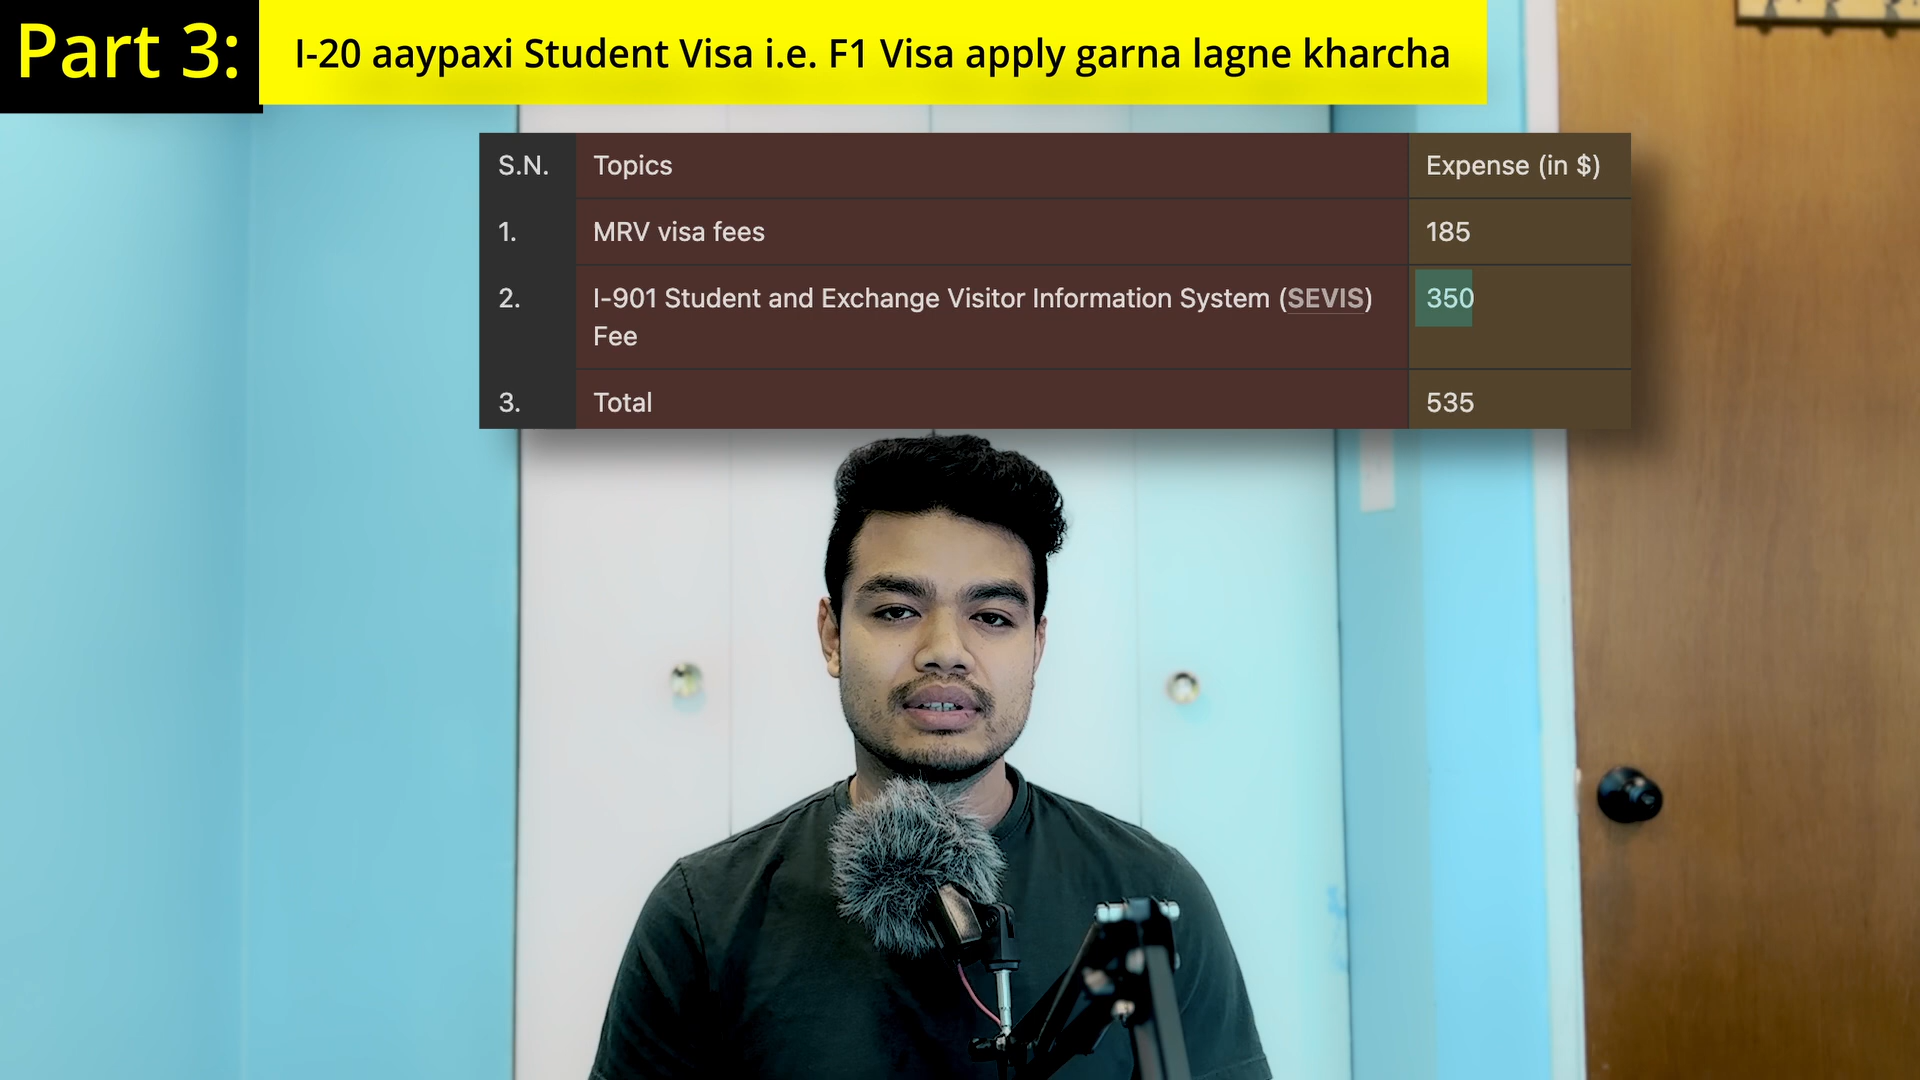 Part 3:
I-20 aaypaxi Student Visa i.e. F1 Visa apply garna lagne kharcha
S.N. Topics Expense (in $)
1. MRV visa fees 185
2. I-901 Student and Exchange Visitor Information System (SEVIS) 350
Fee
3. Total 535